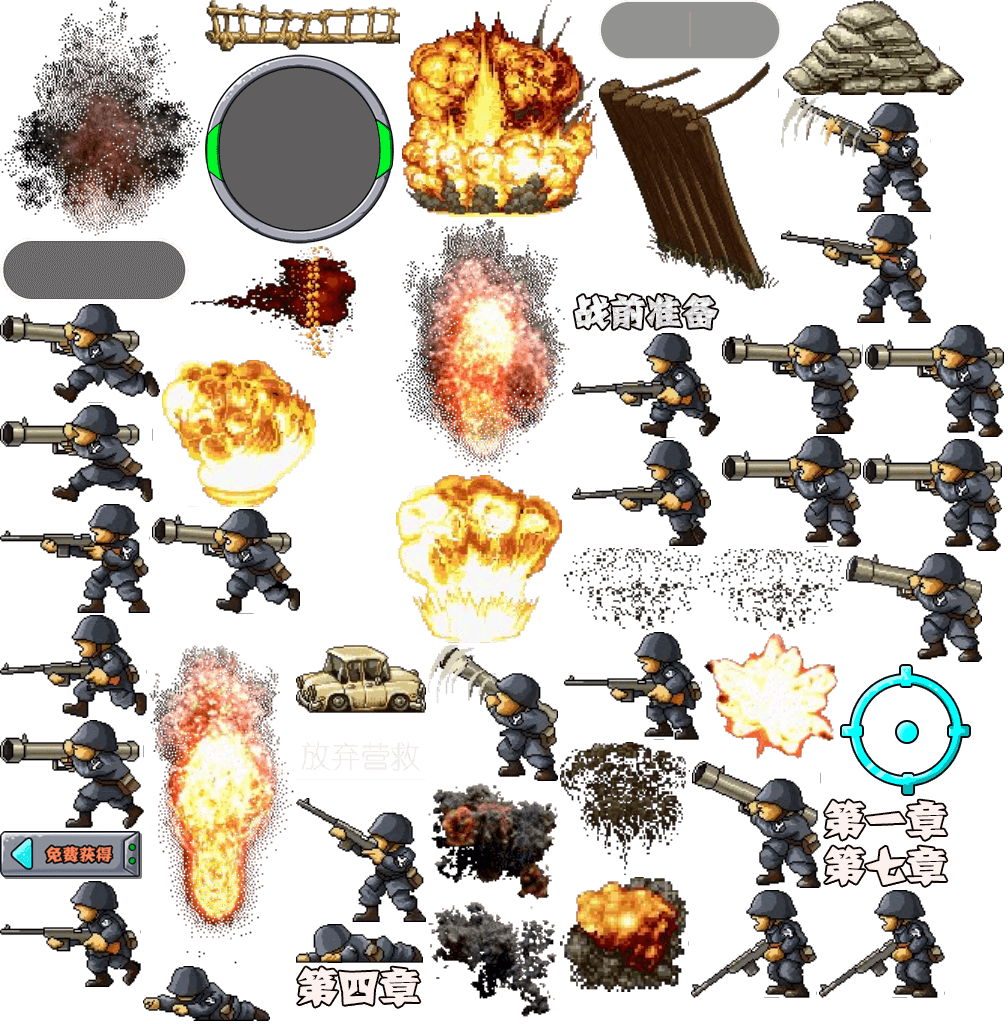 战前准备
放弃营救
第一章
第七章
免费获得
第四章